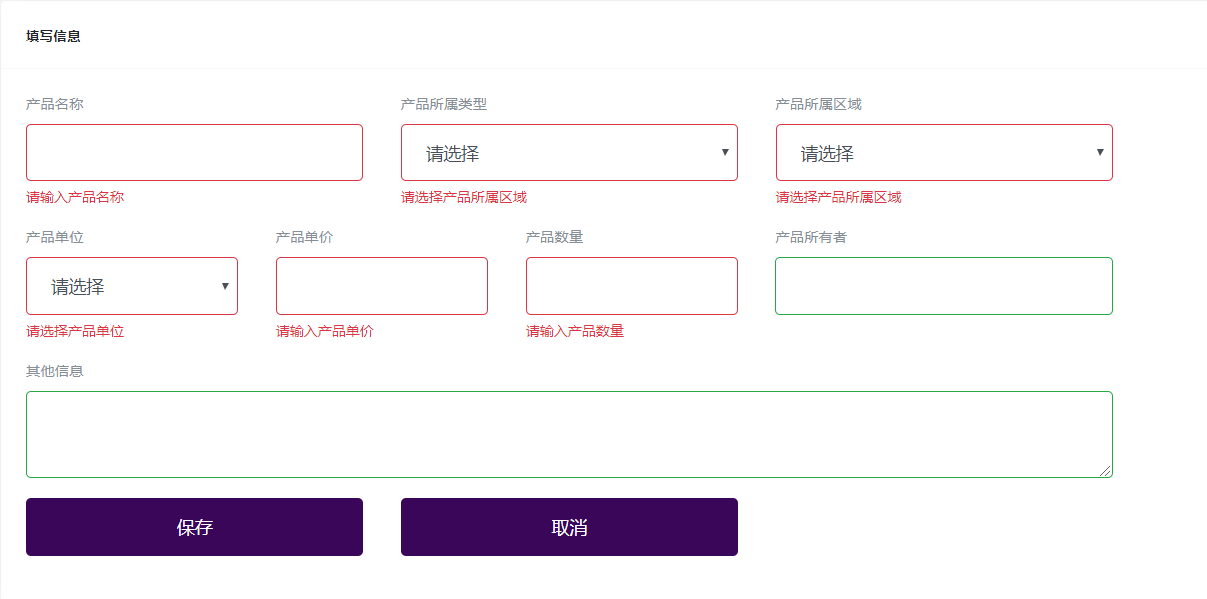 填写信息
产品名称 产品所属类型 产品所属区域
请选择 请选择
请输入产品名称 请选择产品所属区域 请选择产品所属区域
产品单位 产品单价 产品数量 产品所有者
请选择
请选择产品单位 请输入产品单价 请输入产品数量
其他信息
保存 取消